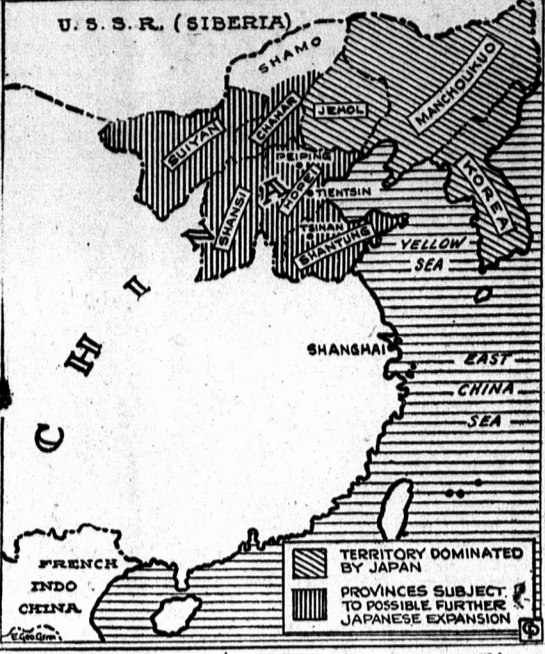 U. S. S. R. (SIBERIA)
SHAMO
MANCHOUKUO
JEHOL
CHAHAR
SUIYAN
PEIPING
HOPEI
TIENTSIN
KOREA
SHANSI
TSINAN
SHANTUNG
YELLOW
SEA
CHINA
SHANGHAI
EAST
CHINA
SEA
FRENCH
INDO
CHINA
TERRITORY DOMINATED
BY JAPAN
PROVINCES SUBJECT
TO POSSIBLE FURTHER
JAPANESE EXPANSION